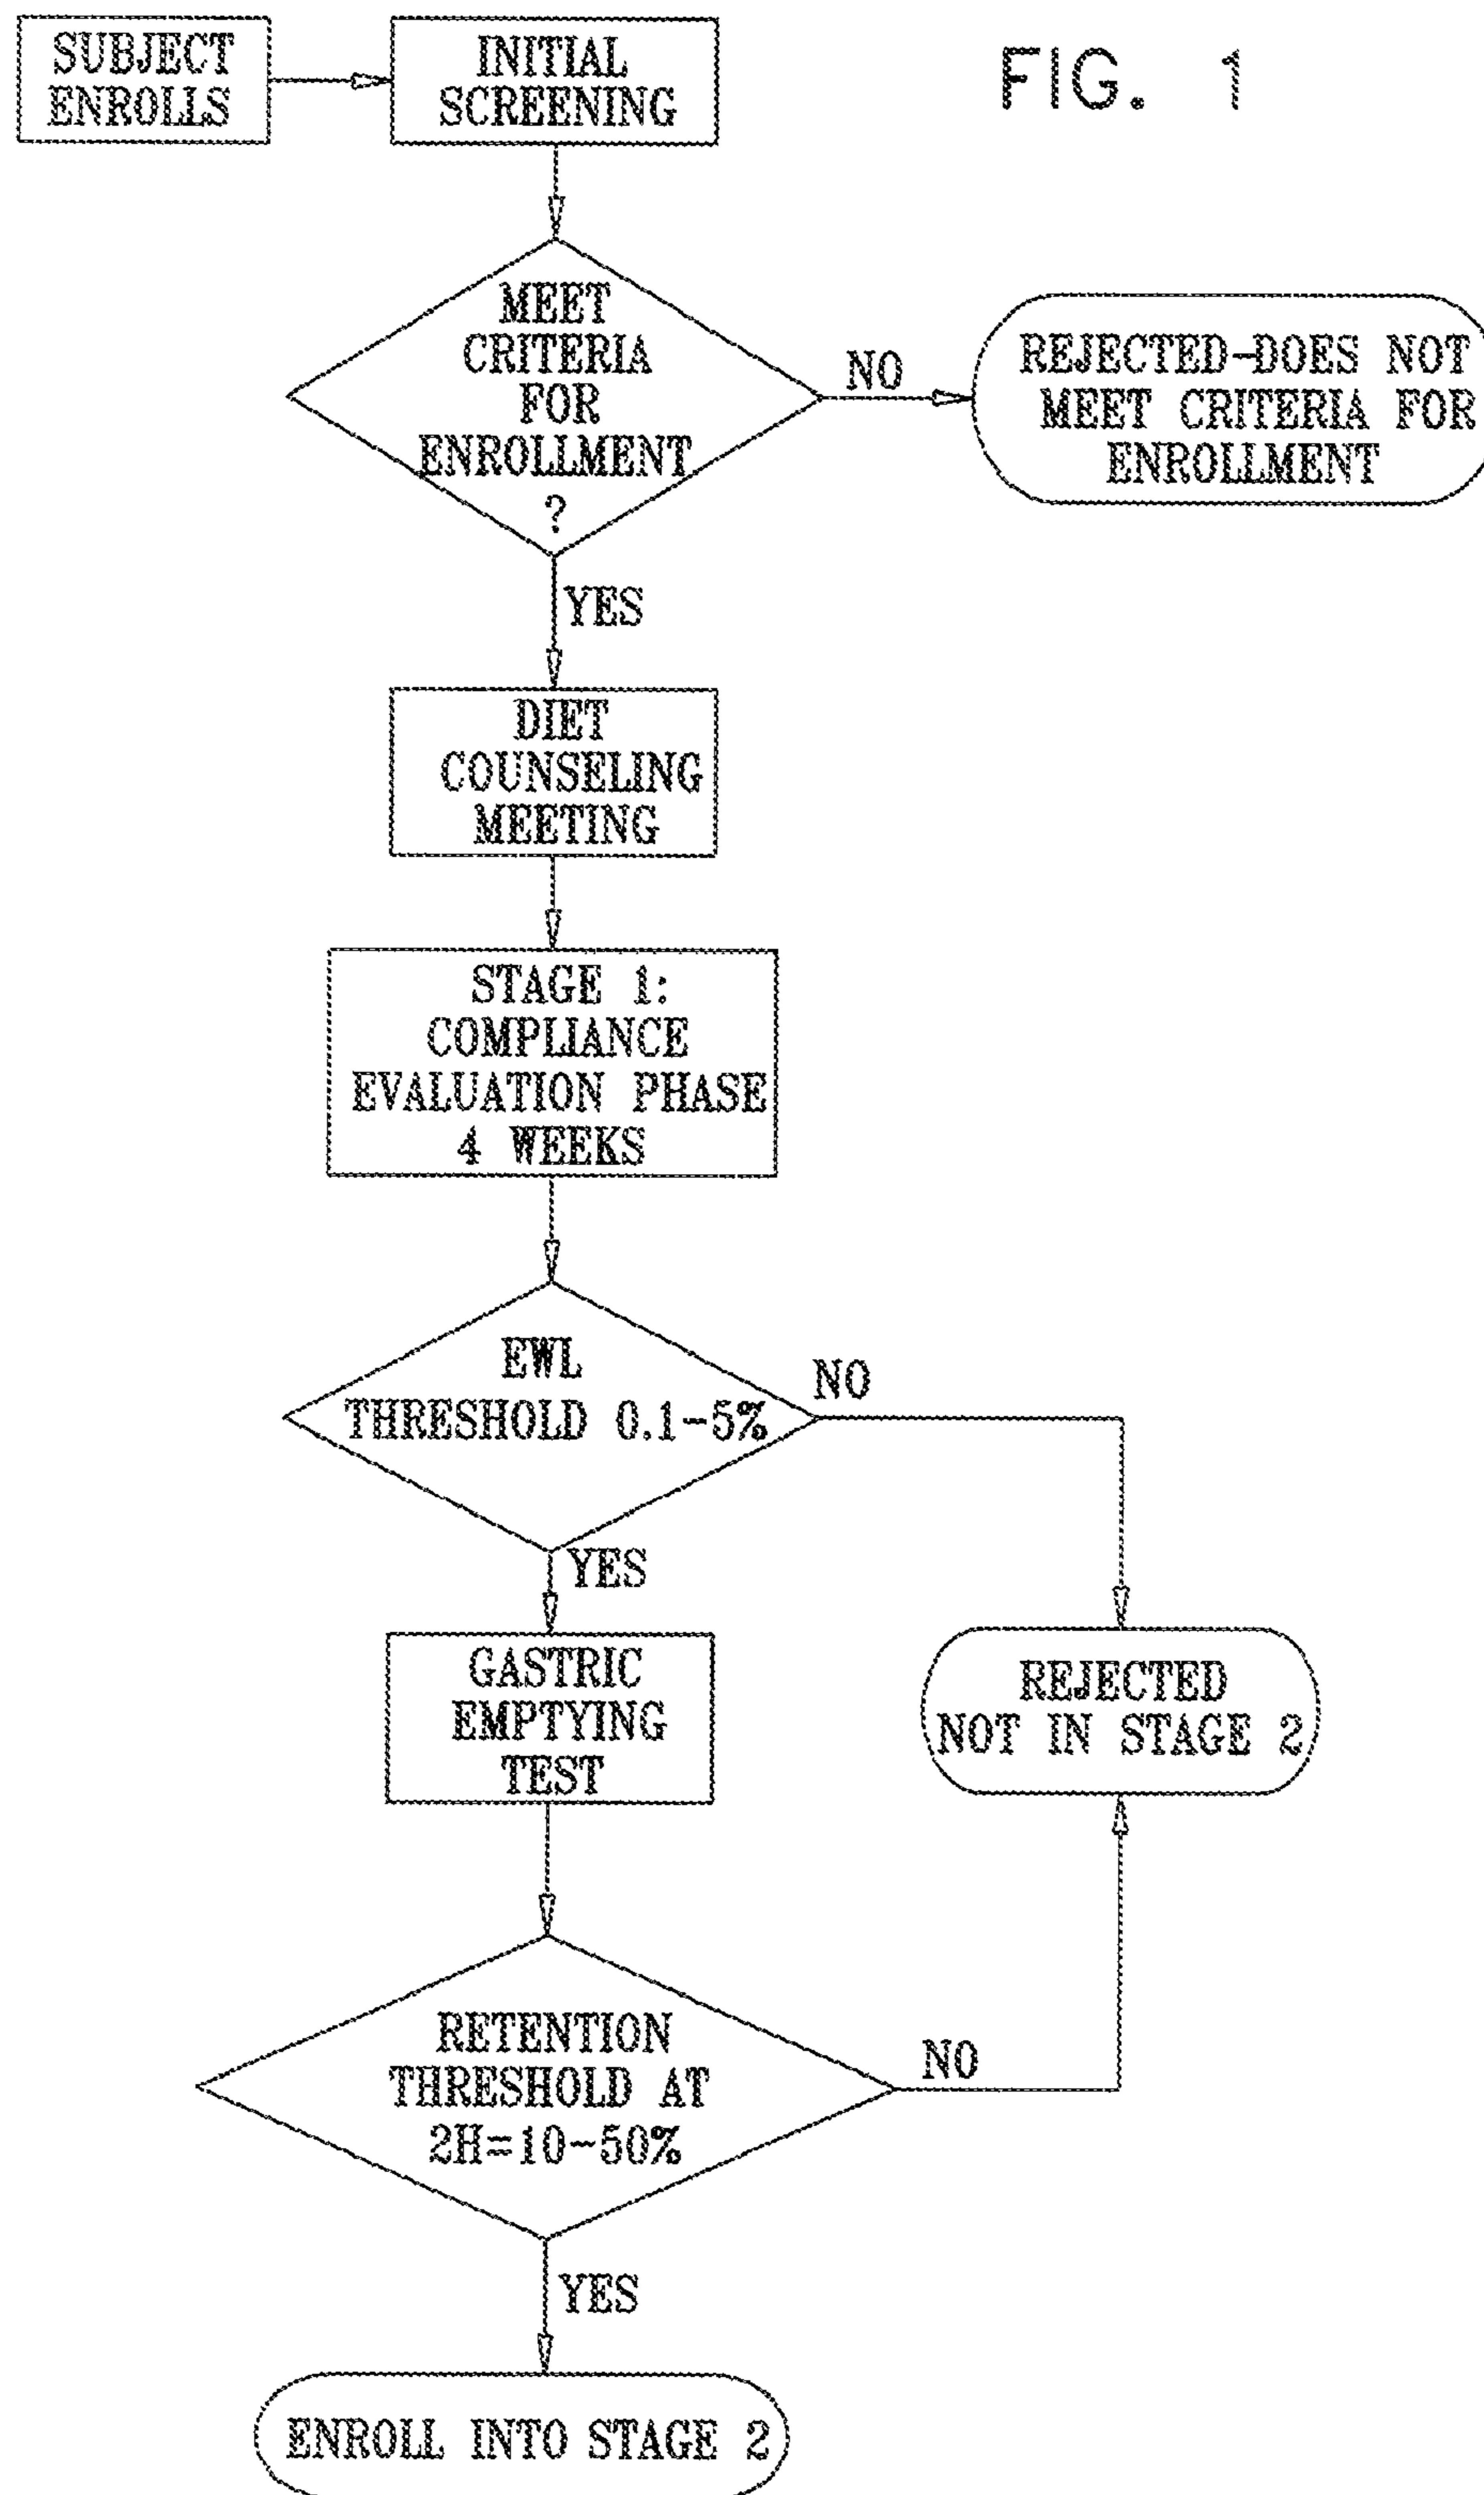 SUBJECT
ENROLLS
INITIAL
SCREENING
FIG. 1
MEET
CRITERIA
FOR
ENROLLMENT
?
NO
REJECTED-DOES NOT
MEET CRITERIA FOR
ENROLLMENT
YES
DIET
COUNSELING
MEETING
STAGE 1:
COMPLIANCE
EVALUATION PHASE
4 WEEKS
EWL
THRESHOLD 0.1-5%
NO
YES
GASTRIC
EMPTYING
TEST
REJECTED
NOT IN STAGE 2
RETENTION
THRESHOLD AT
2H=10-50%
NO
YES
ENROLL INTO STAGE 2